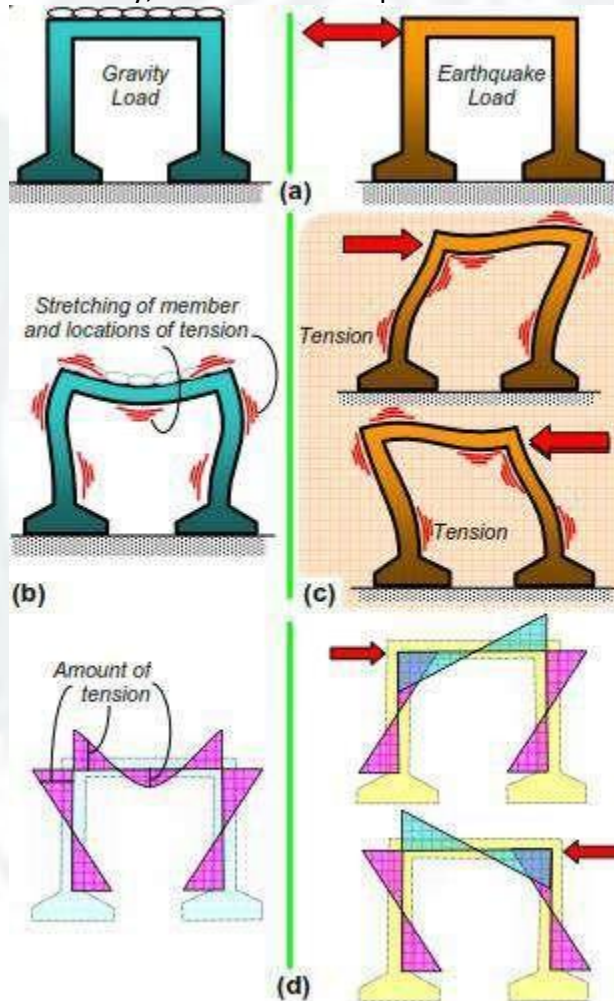 Gravity
Load
Earthquake
Load
(a)
Stretching of member
and locations of tension
Tension
Tension
(b)
(c)
Amount of
tension
(d)